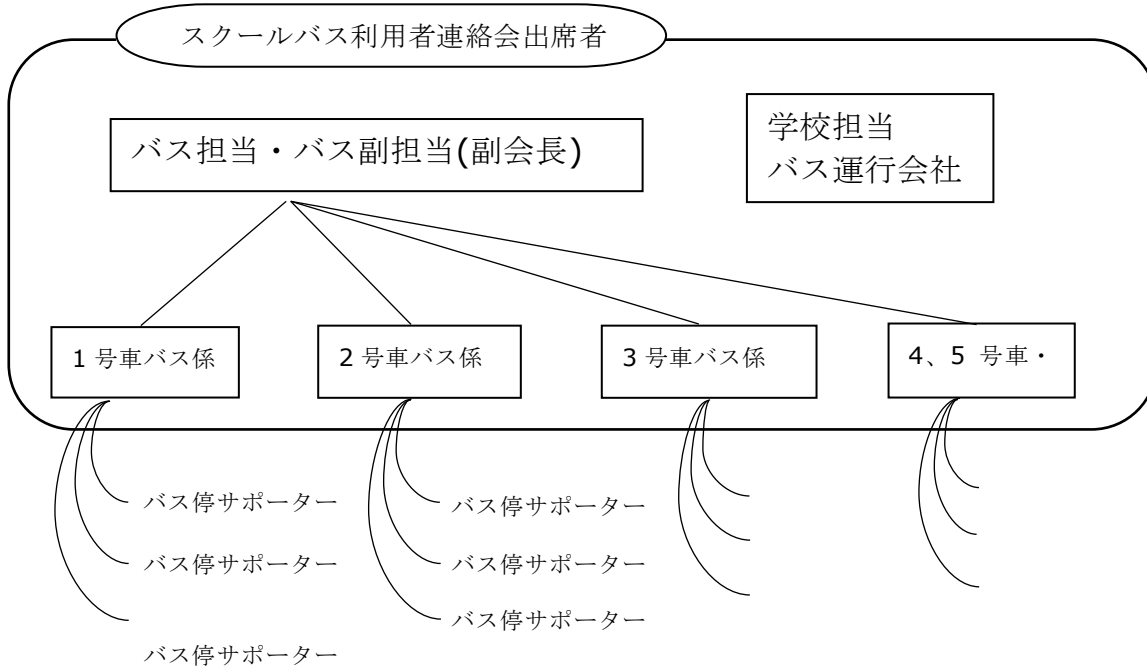 スクールバス利用者連絡会出席者
バス担当・バス副担当(副会長)
学校担当
バス運行会社
1 号車バス係
2 号車バス係
3 号車バス係
4、5 号車・
バス停サポーター
バス停サポーター
バス停サポーター
バス停サポーター
バス停サポーター
バス停サポーター